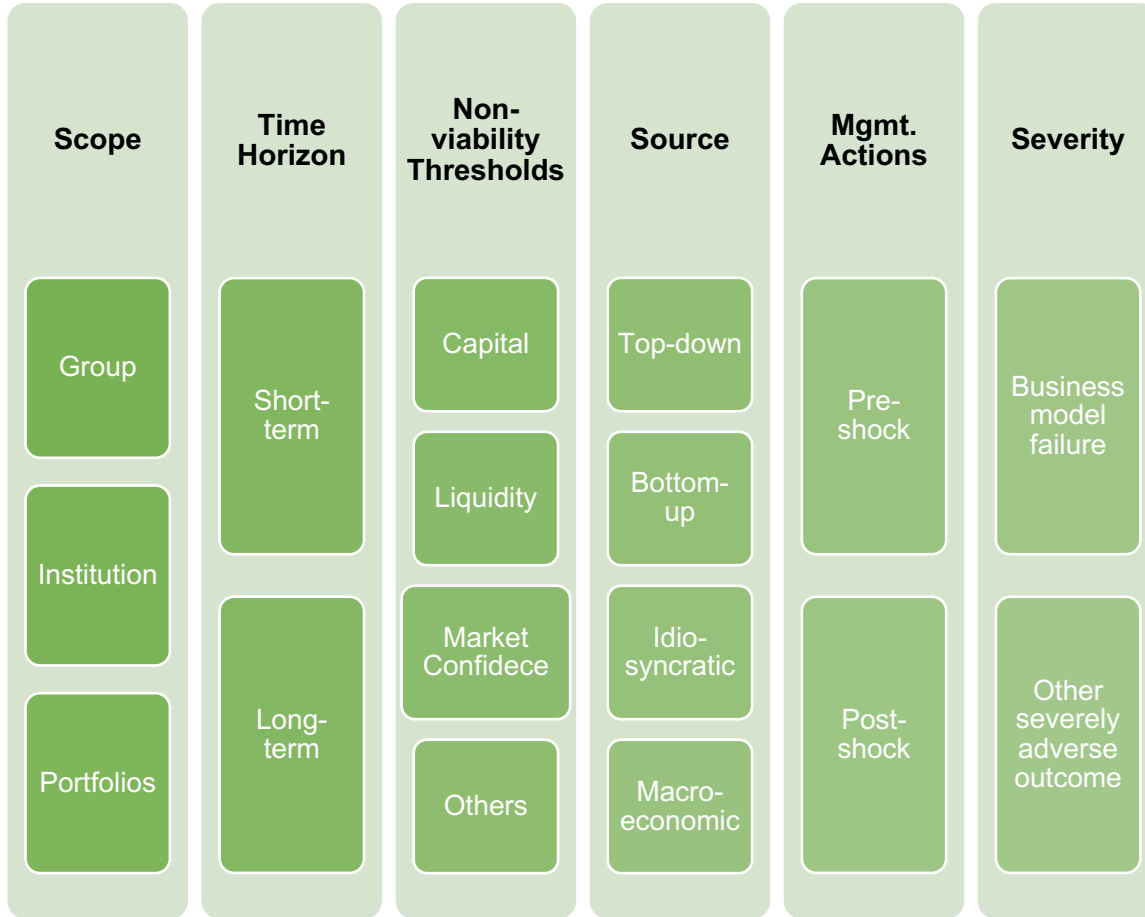 Scope
Time
Horizon
Non-
viability
Thresholds
Source
Mgmt.
Actions
Severity
Group
Institution
Portfolios
Short-
term
Long-
term
Capital
Liquidity
Market
Confidece
Others
Top-down
Bottom-
up
Idio-
syncratic
Macro-
economic
Pre-
shock
Post-
shock
Business
model
failure
Other
severely
adverse
outcome